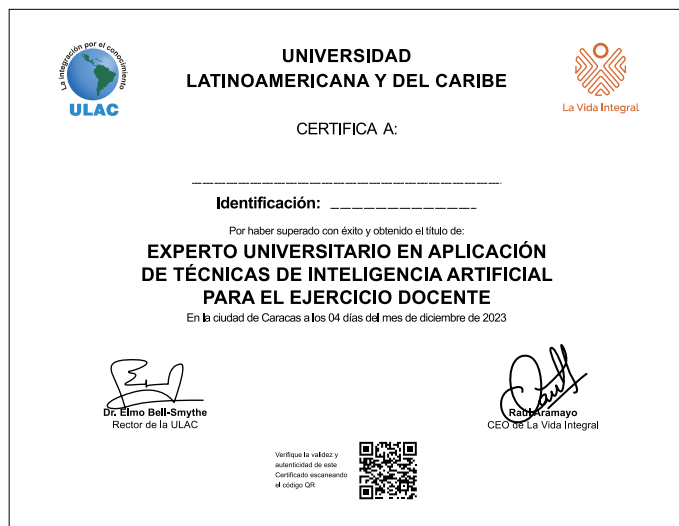 La integración por el conocimiento
ULAC
UNIVERSIDAD
LATINOAMERICANA Y DEL CARIBE
La Vida Integral
CERTIFICA A:
Identificación:
Por haber superado con éxito y obtenido el título de:
EXPERTO UNIVERSITARIO EN APLICACIÓN
DE TÉCNICAS DE INTELIGENCIA ARTIFICIAL
PARA EL EJERCICIO DOCENTE
En la ciudad de Caracas a los 04 días del mes de diciembre de 2023
Dr. Elmo Bell-Smythe
Rector de la ULAC
Raúl Aramayo
CEO de La Vida Integral
Verifique la validez y
autenticidad de este
Certificado escaneando
el código QR